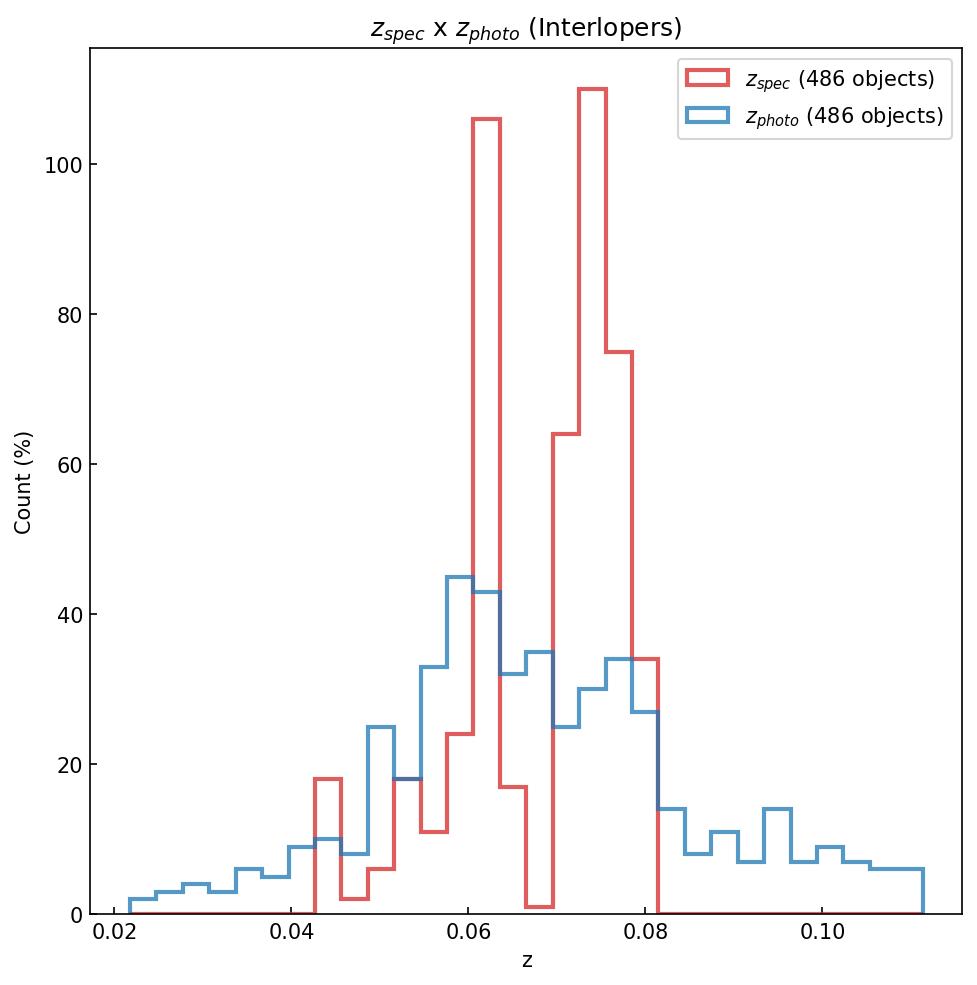 z_spec x z_photo (Interlopers)
z_spec (486 objects)
z_photo (486 objects)
Count (%)
100
80
60
40
20
0
0.02 0.04 0.06 0.08 0.10
z